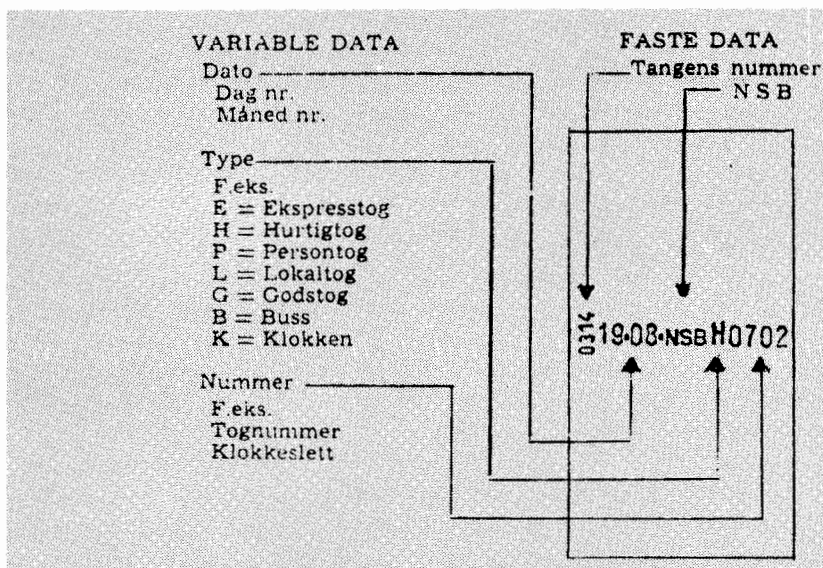 VARIABLE DATA
Dato
Dag nr.
Måned nr.
Type
F.eks.
E = Ekspresstog
H = Hurtigtog
P = Persontog
L = Lokaltog
G = Godstog
B = Buss
K = Klokken
Nummer
F.eks.
Tognummer
Klokkeslett
FASTE DATA
Tangens nummer
NSB
0314 19·08·NSB H0702